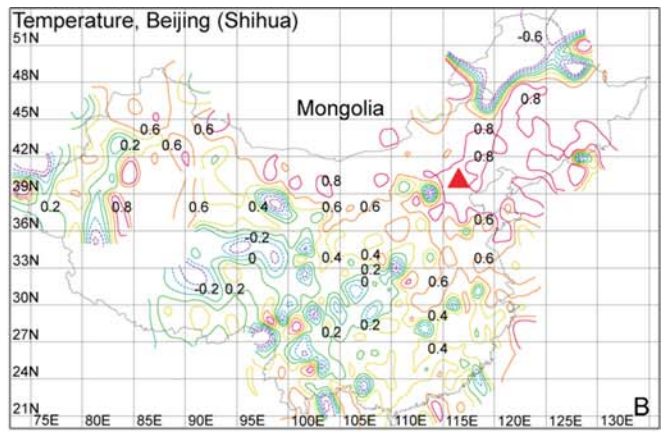 Temperature, Beijing (Shihua)
51N
-0.6
48N
0.8
Mongolia
45N
0.6 0.6
0.8
0.2 0.6
42N
0.8
0.8
39N
0.2 0.8 0.6 0.4 0.6 0.6
0.6
36N
-0.2
0 0.4 0.4 0.6
33N
0.2
-0.2 0.2 0 0.6
30N
0.2 0.2 0.4
27N
0.4
24N
21N
B
75E 80E 85E 90E 95E 100E 105E 110E 115E 120E 125E 130E